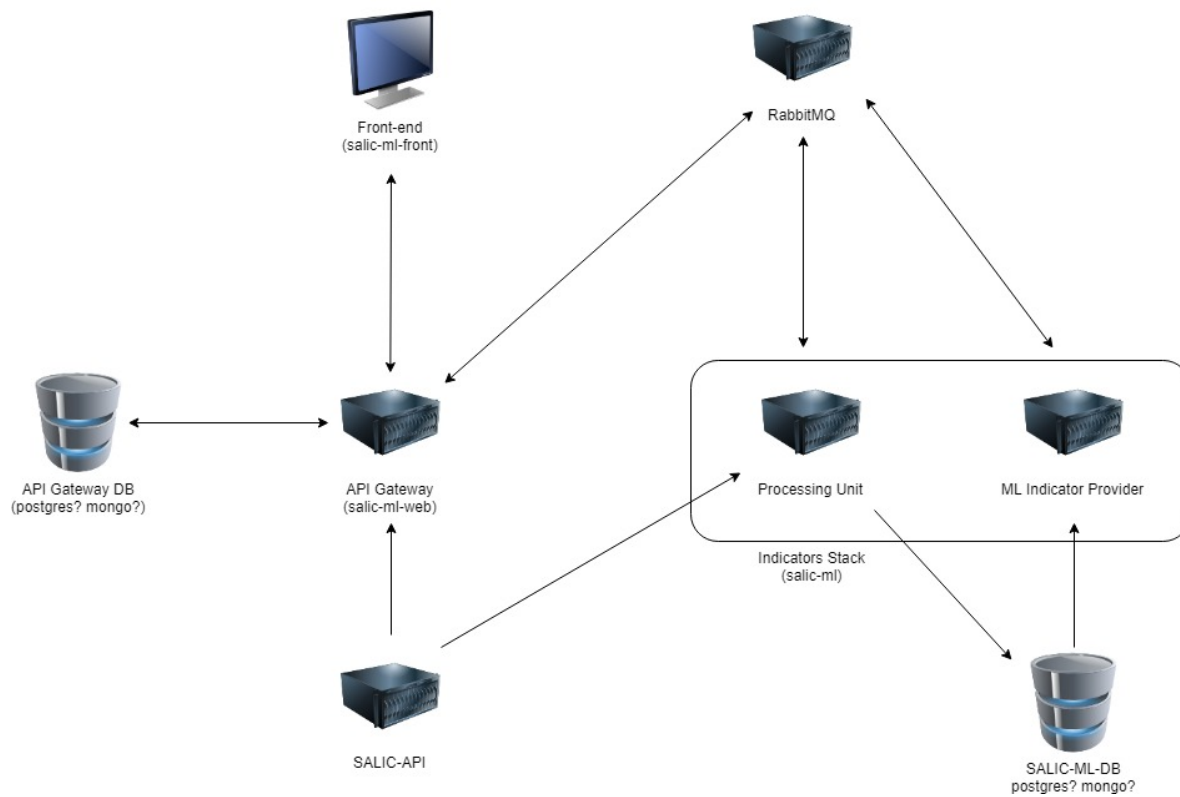 RabbitMQ
Front-end
(salic-ml-front)
API Gateway DB
(postgres? mongo?)
API Gateway
(salic-ml-web)
Processing Unit
ML Indicator Provider
Indicators Stack
(salic-ml)
SALIC-API
SALIC-ML-DB
postgres? mongo?